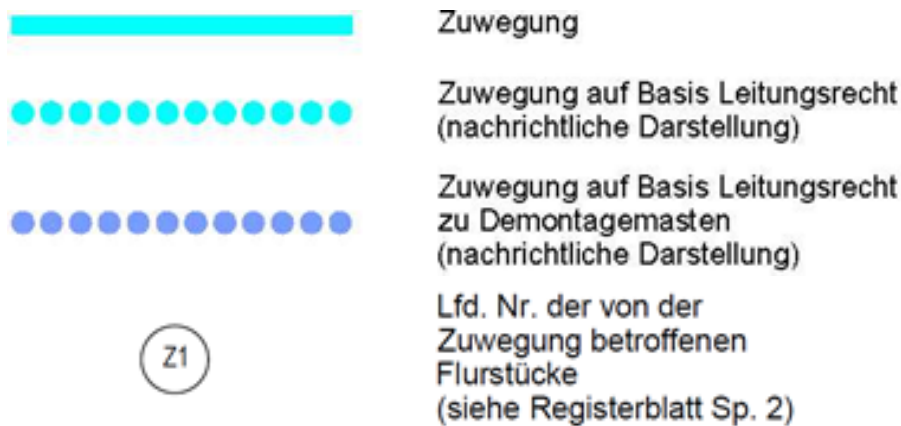 Zuwegung
Zuwegung auf Basis Leitungsrecht
(nachrichtliche Darstellung)
Zuwegung auf Basis Leitungsrecht
zu Demontagemasten
(nachrichtliche Darstellung)
Z1
Lfd. Nr. der von der
Zuwegung betroffenen
Flurstücke
(siehe Registerblatt Sp. 2)